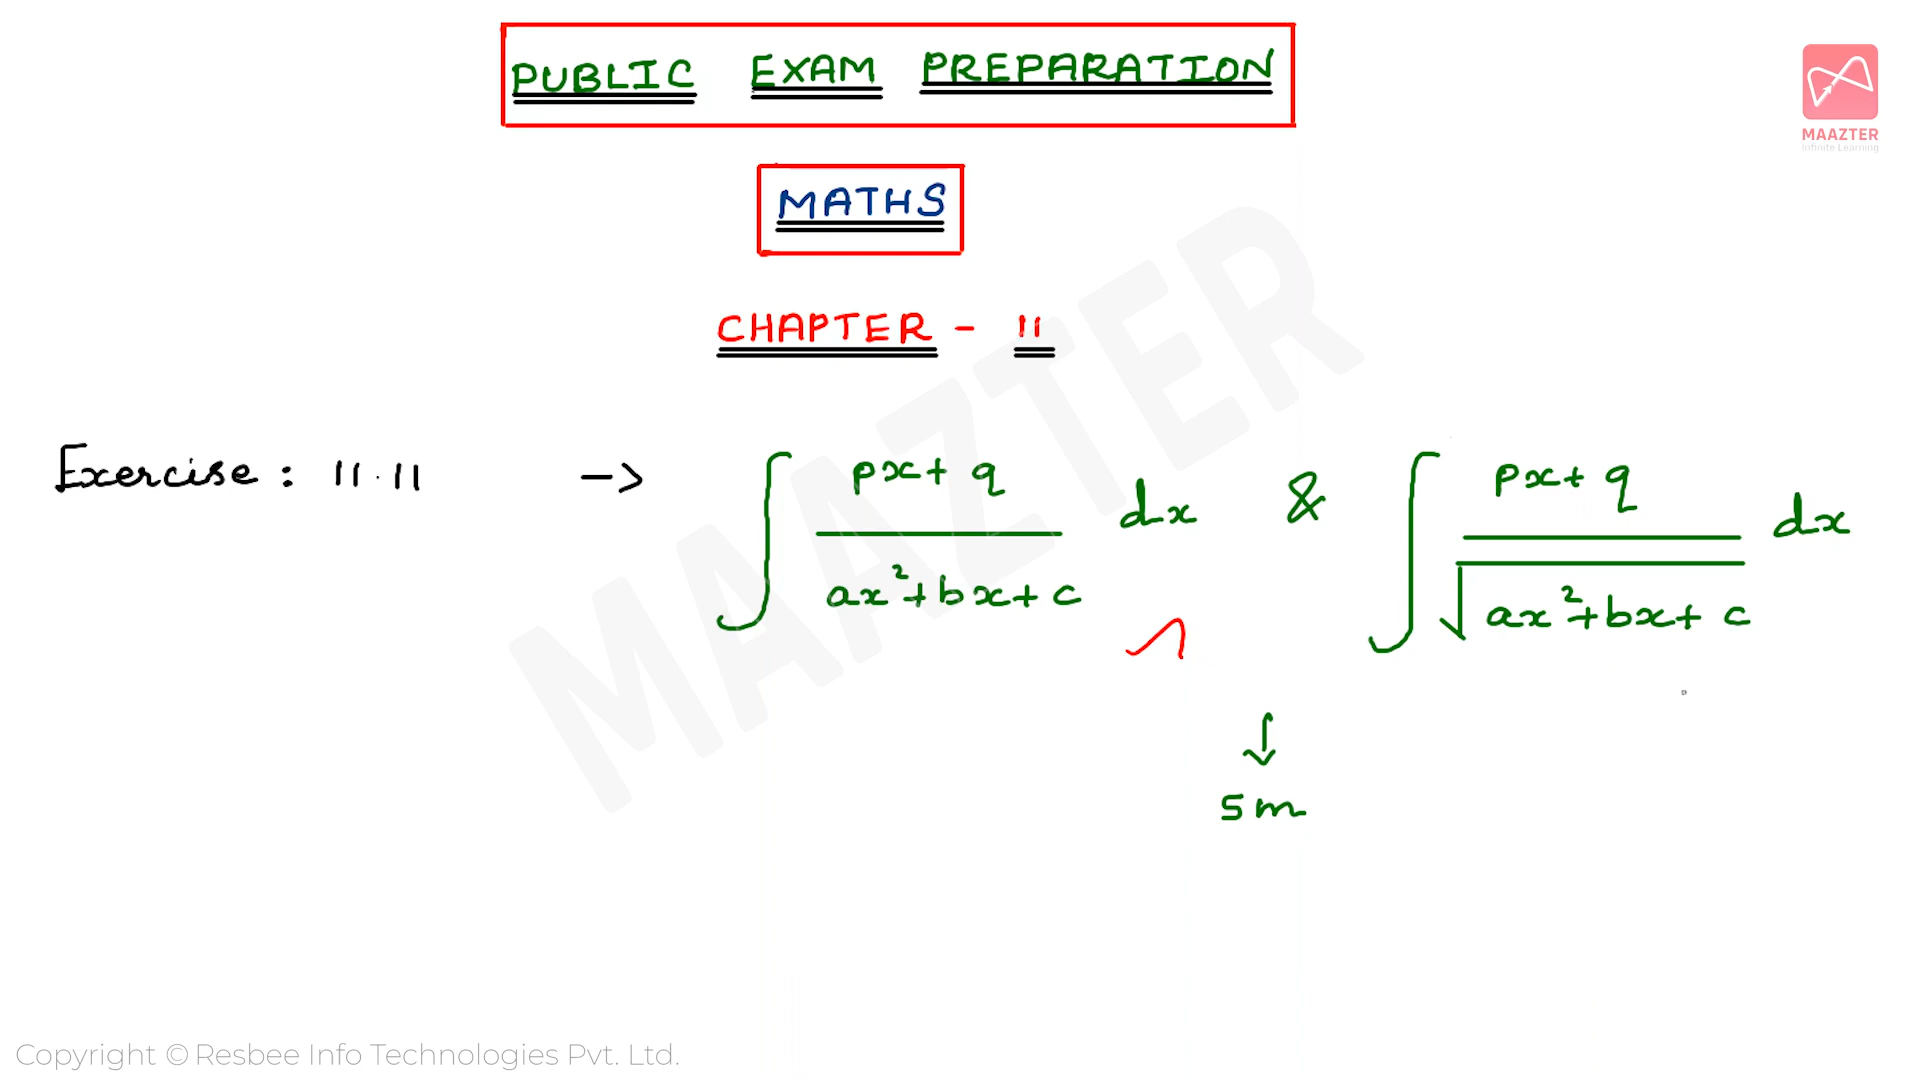 PUBLIC EXAM PREPARATION
MAAZTER
Infinite Learning
MATHS
CHAPTER - 11
Exercise : 11.11 -> ∫ px+q / ax²+bx+c dx & ∫ px+q / √ax²+bx+c dx
5m
MAAZTER
Copyright © Resbee Info Technologies Pvt. Ltd.